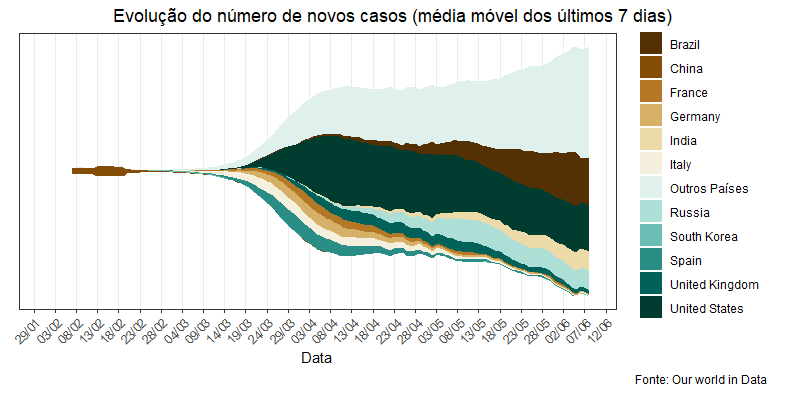 Evolução do número de novos casos (média móvel dos últimos 7 dias)
Brazil
China
France
Germany
India
Italy
Outros Países
Russia
South Korea
Spain
United Kingdom
United States
29/01
03/02
08/02
13/02
18/02
23/02
28/02
04/03
09/03
14/03
19/03
24/03
29/03
03/04
08/04
13/04
18/04
23/04
28/04
03/05
08/05
13/05
18/05
23/05
28/05
02/06
07/06
12/06
Data
Fonte: Our world in Data